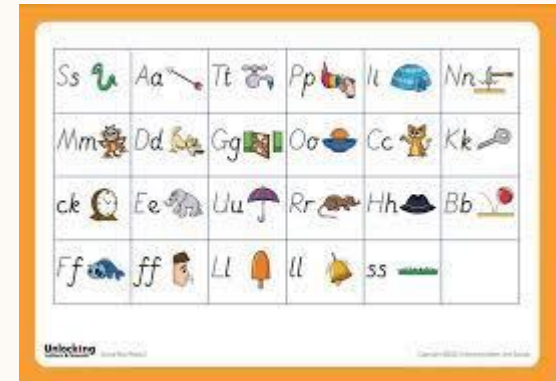 Ss Aa Tt Pp Ii Nn
Mm Dd Gg Oo Cc Kk
ck Ee Uu Rr Hh Bb
Ff ff Ll ll ss
Unlocking